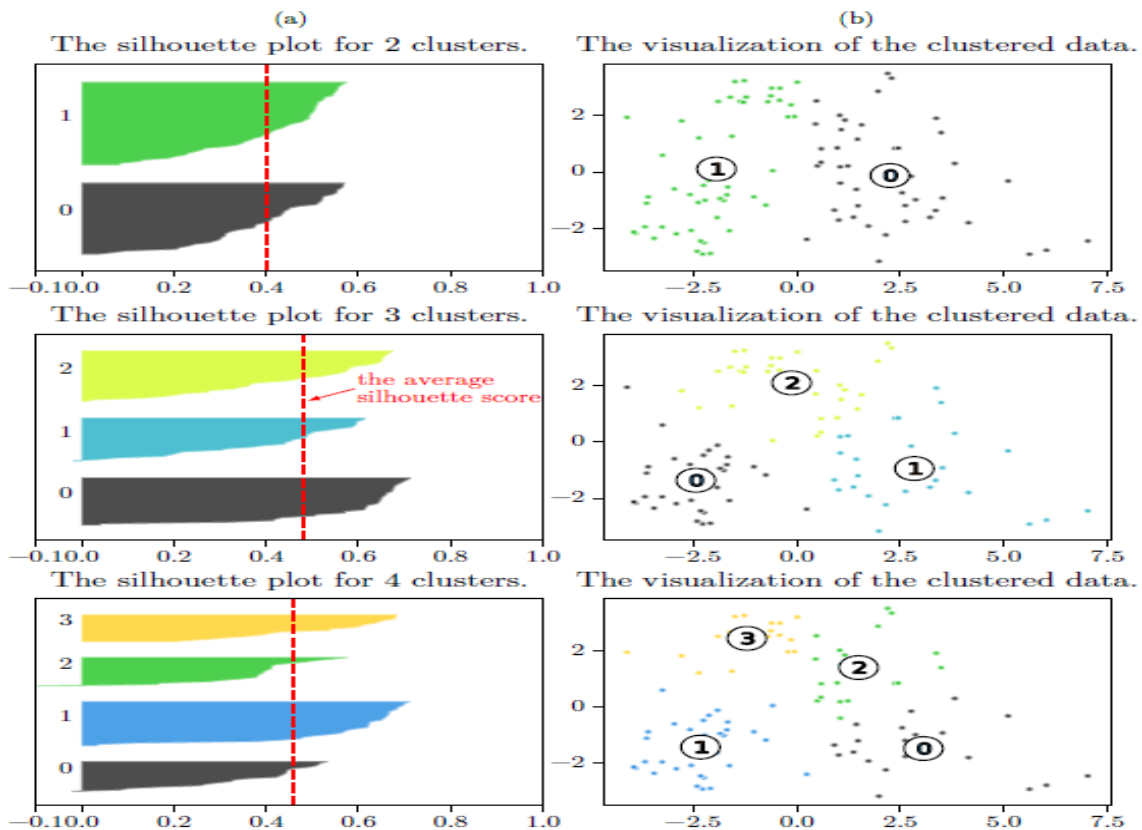 (a)
The silhouette plot for 2 clusters.
1
0
−0.10.0 0.2 0.4 0.6 0.8 1.0
(b)
The visualization of the clustered data.
2
0
−2
1
0
−2.5 0.0 2.5 5.0 7.5
The silhouette plot for 3 clusters.
2
1
0
the average
silhouette score
−0.10.0 0.2 0.4 0.6 0.8 1.0
The visualization of the clustered data.
2
0
−2
2
1
0
−2.5 0.0 2.5 5.0 7.5
The silhouette plot for 4 clusters.
3
2
1
0
−0.10.0 0.2 0.4 0.6 0.8 1.0
The visualization of the clustered data.
2
0
−2
3
2
1
0
−2.5 0.0 2.5 5.0 7.5